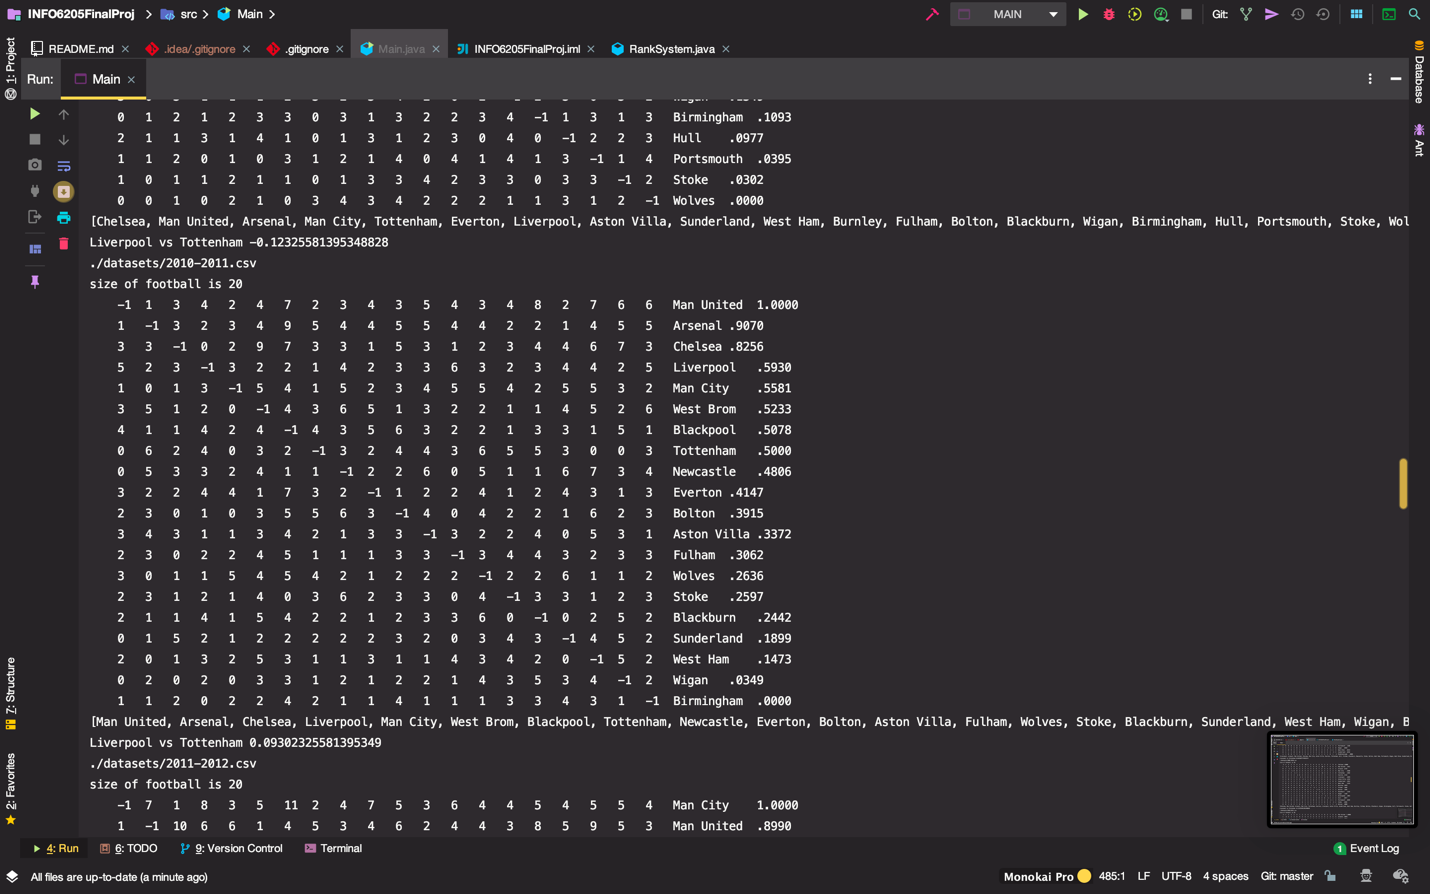 INFO6205FinalProj > src > Main > MAIN Git:
README.md × .idea/.gitignore × .gitignore × Main.java × INFO6205FinalProj.iml × RankSystem.java ×
1: Project
Run: Main ×
Database
Ant
0 1 2 1 2 3 3 0 3 1 3 2 2 3 4 -1 1 3 1 3 Birmingham .1093
2 1 1 3 1 4 1 0 1 3 1 2 3 0 4 0 -1 2 2 3 Hull .0977
1 1 2 0 1 0 3 1 2 1 4 0 4 1 4 1 3 -1 1 4 Portsmouth .0395
1 0 1 1 2 1 1 0 1 3 3 4 2 3 3 0 3 3 -1 2 Stoke .0302
0 0 1 0 2 1 0 3 4 3 4 2 2 2 1 1 3 1 2 -1 Wolves .0000
[Chelsea, Man United, Arsenal, Man City, Tottenham, Everton, Liverpool, Aston Villa, Sunderland, West Ham, Burnley, Fulham, Bolton, Blackburn, Wigan, Birmingham, Hull, Portsmouth, Stoke, Wol
Liverpool vs Tottenham -0.12325581395348828
./datasets/2010-2011.csv
size of football is 20
-1 1 3 4 2 4 7 2 3 4 3 5 4 3 4 8 2 7 6 6 Man United 1.0000
1 -1 3 2 3 4 9 5 4 4 5 5 4 4 2 2 1 4 5 5 Arsenal .9070
3 3 -1 0 2 9 7 3 3 1 5 3 1 2 3 4 4 6 7 3 Chelsea .8256
5 2 3 -1 3 2 2 1 4 2 3 3 6 3 2 3 4 4 2 5 Liverpool .5930
1 0 1 3 -1 5 4 1 5 2 3 4 5 5 4 2 5 5 3 2 Man City .5581
3 5 1 2 0 -1 4 3 6 5 1 3 2 2 1 1 4 5 2 6 West Brom .5233
4 1 1 4 2 4 -1 4 3 5 6 3 2 2 1 3 3 1 5 1 Blackpool .5078
0 6 2 4 0 3 2 -1 3 2 4 4 3 6 5 5 3 0 0 3 Tottenham .5000
0 5 3 3 2 4 1 1 -1 2 2 6 0 5 1 1 6 7 3 4 Newcastle .4806
3 2 2 4 4 1 7 3 2 -1 1 2 2 4 1 2 4 3 1 3 Everton .4147
2 3 0 1 0 3 5 5 6 3 -1 4 0 4 2 2 1 6 2 3 Bolton .3915
3 4 3 1 1 3 4 2 1 3 3 -1 3 2 2 4 0 5 3 1 Aston Villa .3372
2 3 0 2 2 4 5 1 1 1 3 3 -1 3 4 4 3 2 3 3 Fulham .3062
3 0 1 1 5 4 5 4 2 1 2 2 2 -1 2 2 6 1 1 2 Wolves .2636
2 3 1 2 1 4 0 3 6 2 3 3 0 4 -1 3 3 1 2 3 Stoke .2597
2 1 1 4 1 5 4 2 2 1 2 3 3 6 0 -1 0 2 5 2 Blackburn .2442
0 1 5 2 1 2 2 2 2 2 3 2 0 3 4 3 -1 4 5 2 Sunderland .1899
2 0 1 3 2 5 3 1 1 3 1 1 4 3 4 2 0 -1 5 2 West Ham .1473
0 2 0 2 0 3 3 1 2 1 2 2 1 4 3 5 3 4 -1 2 Wigan .0349
1 1 2 0 2 2 4 2 1 1 4 1 1 1 3 3 4 3 1 -1 Birmingham .0000
[Man United, Arsenal, Chelsea, Liverpool, Man City, West Brom, Blackpool, Tottenham, Newcastle, Everton, Bolton, Aston Villa, Fulham, Wolves, Stoke, Blackburn, Sunderland, West Ham, Wigan, B
Liverpool vs Tottenham 0.09302325581395349
./datasets/2011-2012.csv
size of football is 20
-1 7 1 8 3 5 11 2 4 7 5 3 6 4 4 5 4 5 5 4 Man City 1.0000
1 -1 10 6 6 1 4 5 3 4 6 2 4 4 3 8 5 9 5 3 Man United .8990
7: Structure
2: Favorites
4: Run 6: TODO 9: Version Control Terminal 1 Event Log
All files are up-to-date (a minute ago) Monokai Pro 485:1 LF UTF-8 4 spaces Git: master